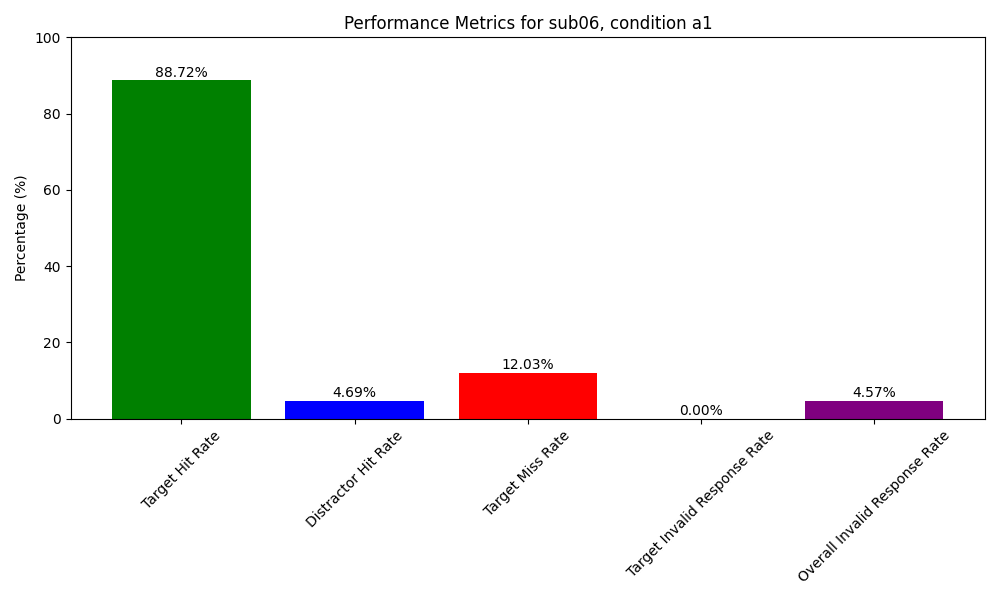 Performance Metrics for sub06, condition a1
Percentage (%)
100
80
60
40
20
0
88.72%
4.69%
12.03%
0.00%
4.57%
Target Hit Rate
Distractor Hit Rate
Target Miss Rate
Target Invalid Response Rate
Overall Invalid Response Rate